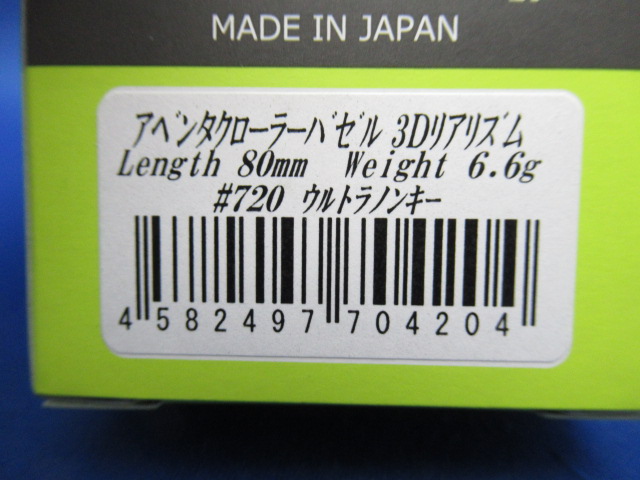 MADE IN JAPAN
アベンタクローラーバゼル 3Dリアリズム
Length 80mm Weight 6.6g
#720 ウルトラノンキー
4 582497 704204